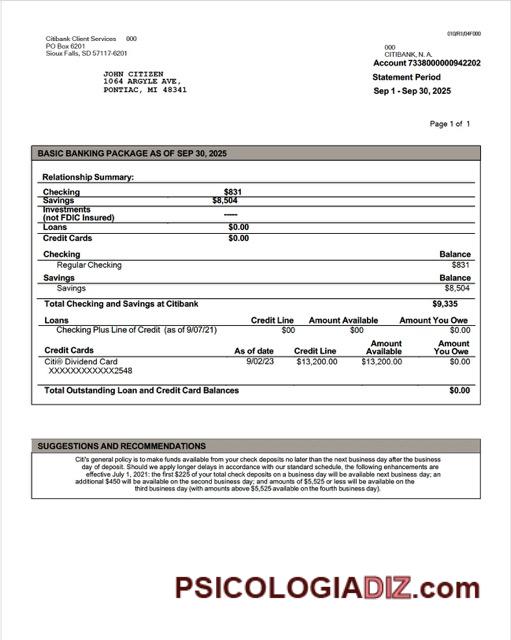 010/R1/04F000
Citibank Client Services 000
PO Box 6201
Sioux Falls, SD 57117-6201
000
CITIBANK, N. A.
Account 7338000000942202
Statement Period
Sep 1 - Sep 30, 2025
JOHN CITIZEN
1064 ARGYLE AVE,
PONTIAC, MI 48341
Page 1 of 1
BASIC BANKING PACKAGE AS OF SEP 30, 2025
Relationship Summary:
Checking $831
Savings $8,504
Investments -----
(not FDIC Insured)
Loans $0.00
Credit Cards $0.00
Checking Balance
Regular Checking $831
Savings Balance
Savings $8,504
Total Checking and Savings at Citibank $9,335
Loans Credit Line Amount Available Amount You Owe
Checking Plus Line of Credit (as of 9/07/21) $00 $00 $0.00
Credit Cards As of date Credit Line Amount Available Amount You Owe
Citi® Dividend Card 9/02/23 $13,200.00 $13,200.00 $0.00
XXXXXXXXXXXX2548
Total Outstanding Loan and Credit Card Balances $0.00
SUGGESTIONS AND RECOMMENDATIONS
Citi's general policy is to make funds available from your check deposits no later than the next business day after the business
day of deposit. Should we apply longer delays in accordance with our standard schedule, the following enhancements are
effective July 1, 2021: the first $225 of your total check deposits on a business day will be available next business day; an
additional $450 will be available on the second business day; and amounts of $5,525 or less will be available on the
third business day (with amounts above $5,525 available on the fourth business day).
PSICOLOGIADIZ.com